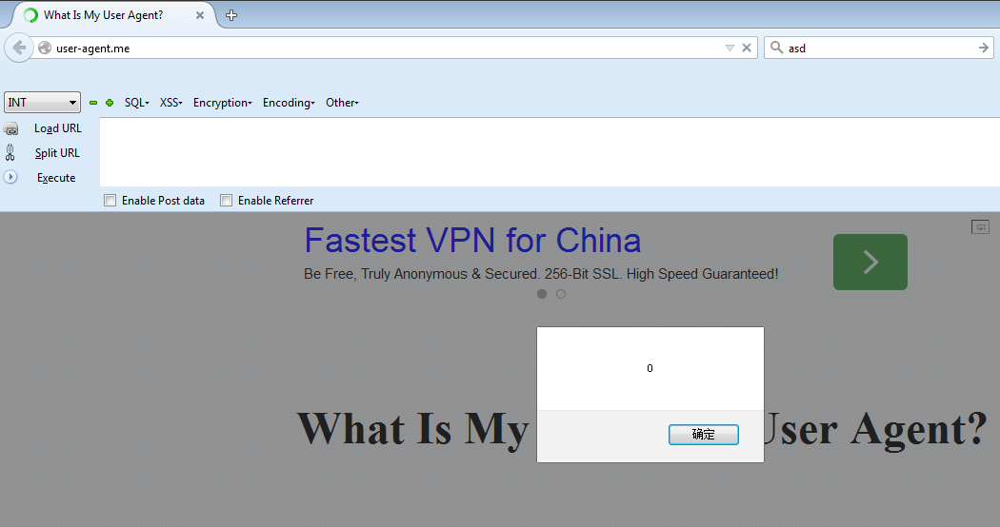 What Is My User Agent?
user-agent.me
asd
INT
SQL
XSS
Encryption
Encoding
Other
Load URL
Split URL
Execute
Enable Post data
Enable Referrer
Fastest VPN for China
Be Free, Truly Anonymous & Secured. 256-Bit SSL. High Speed Guaranteed!
0
What Is My User Agent?
确定